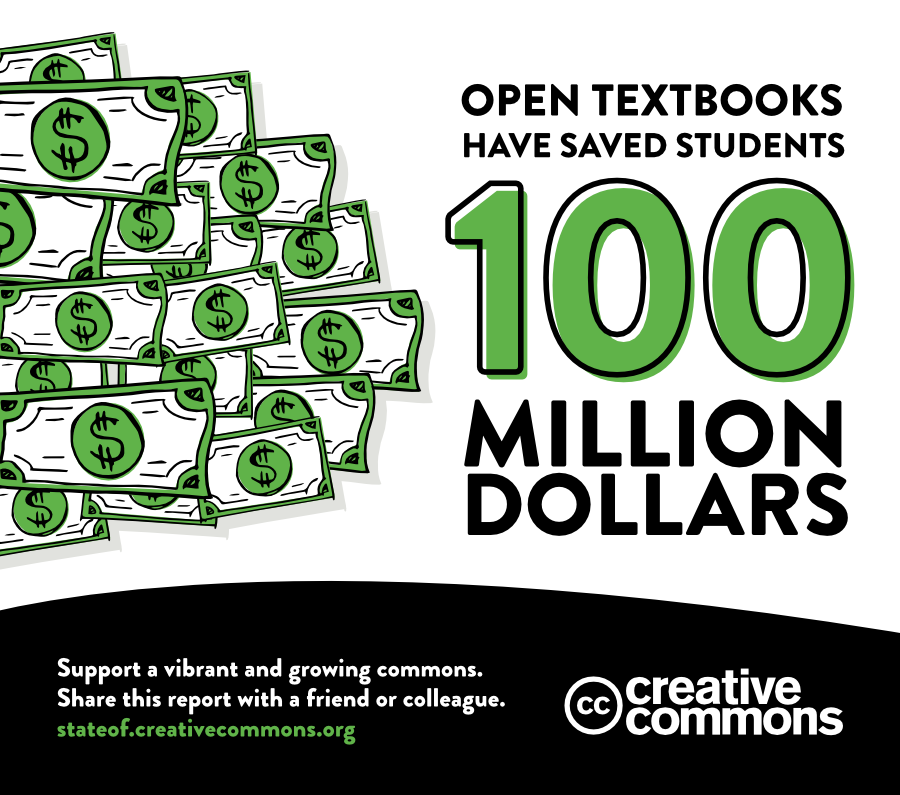 OPEN TEXTBOOKS
HAVE SAVED STUDENTS
100
MILLION
DOLLARS
Support a vibrant and growing commons.
Share this report with a friend or colleague.
stateof.creativecommons.org
cc creative
commons